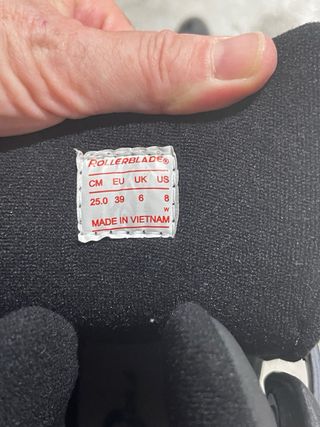 ROLLERBLADE®
CM EU UK US
25.0 39 6 8
W
MADE IN VIETNAM